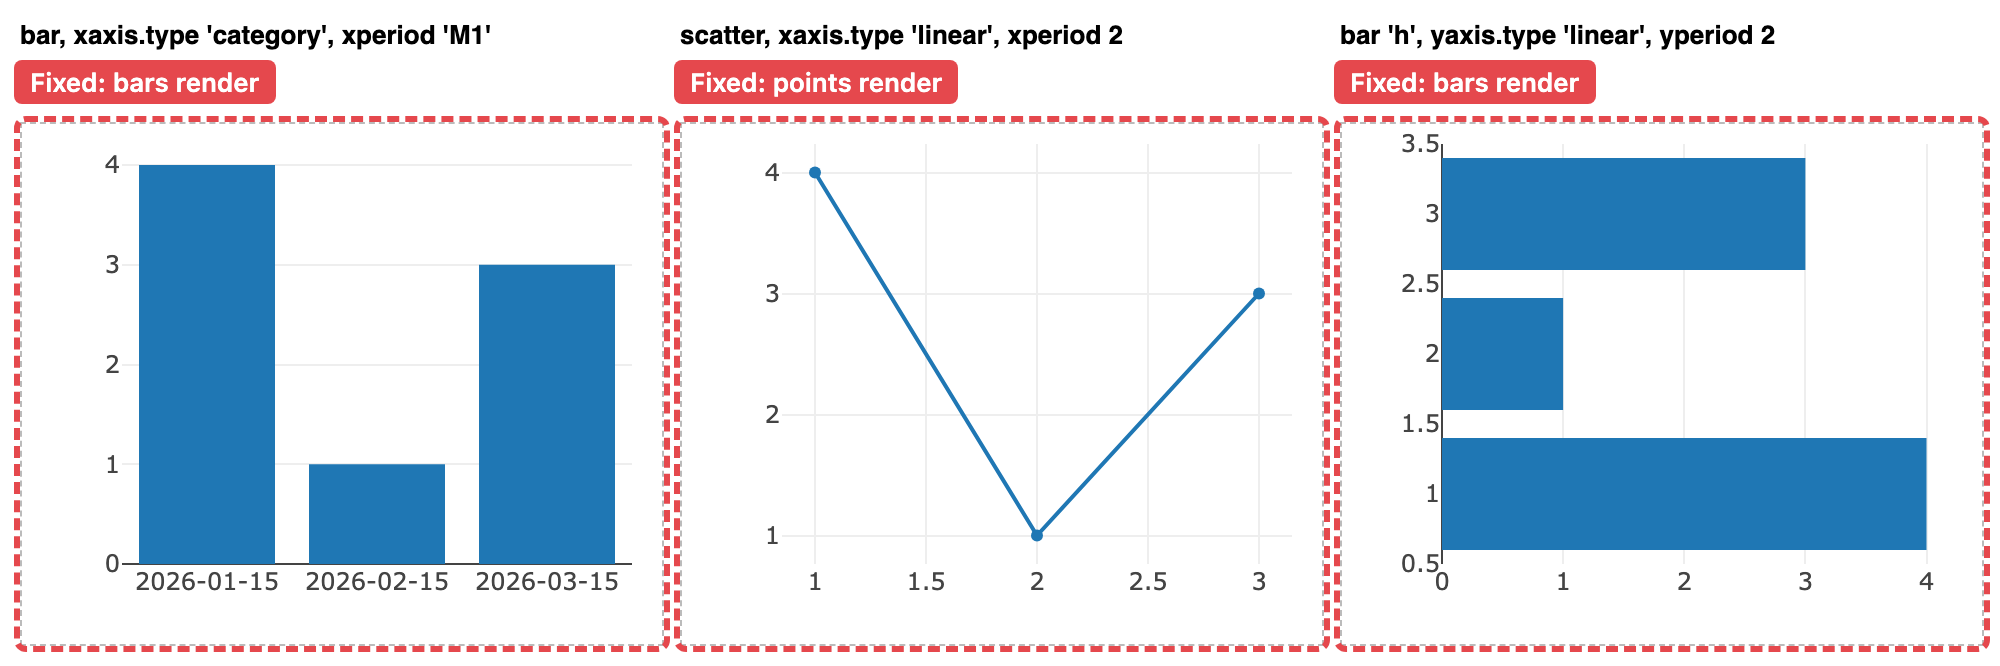 bar, xaxis.type 'category', xperiod 'M1'
Fixed: bars render
4
3
2
1
0
2026-01-15 2026-02-15 2026-03-15
scatter, xaxis.type 'linear', xperiod 2
Fixed: points render
4
3
2
1
1 1.5 2 2.5 3
bar 'h', yaxis.type 'linear', yperiod 2
Fixed: bars render
3.5
3
2.5
2
1.5
1
0.5
0 1 2 3 4